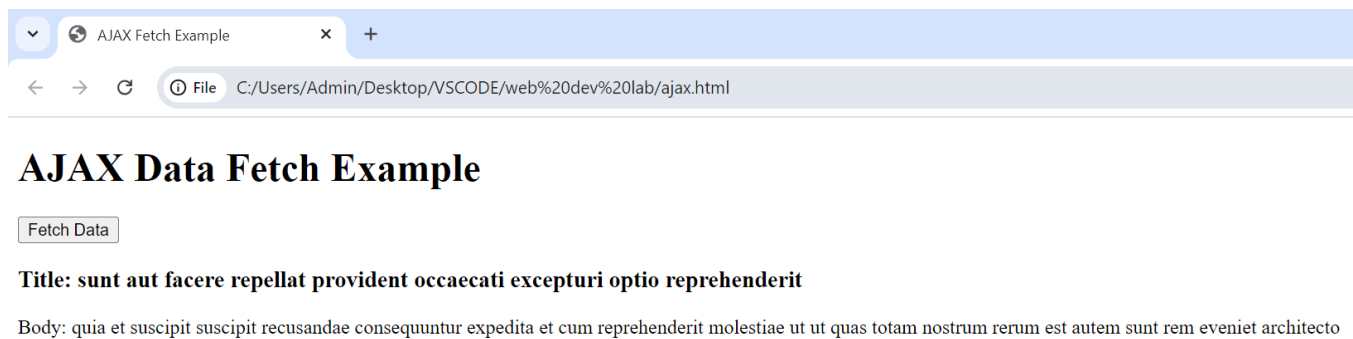 AJAX Fetch Example
File C:/Users/Admin/Desktop/VSCODE/web%20dev%20lab/ajax.html
AJAX Data Fetch Example
Fetch Data
Title: sunt aut facere repellat provident occaecati excepturi optio reprehenderit
Body: quia et suscipit suscipit recusandae consequuntur expedita et cum reprehenderit molestiae ut ut quas totam nostrum rerum est autem sunt rem eveniet architecto